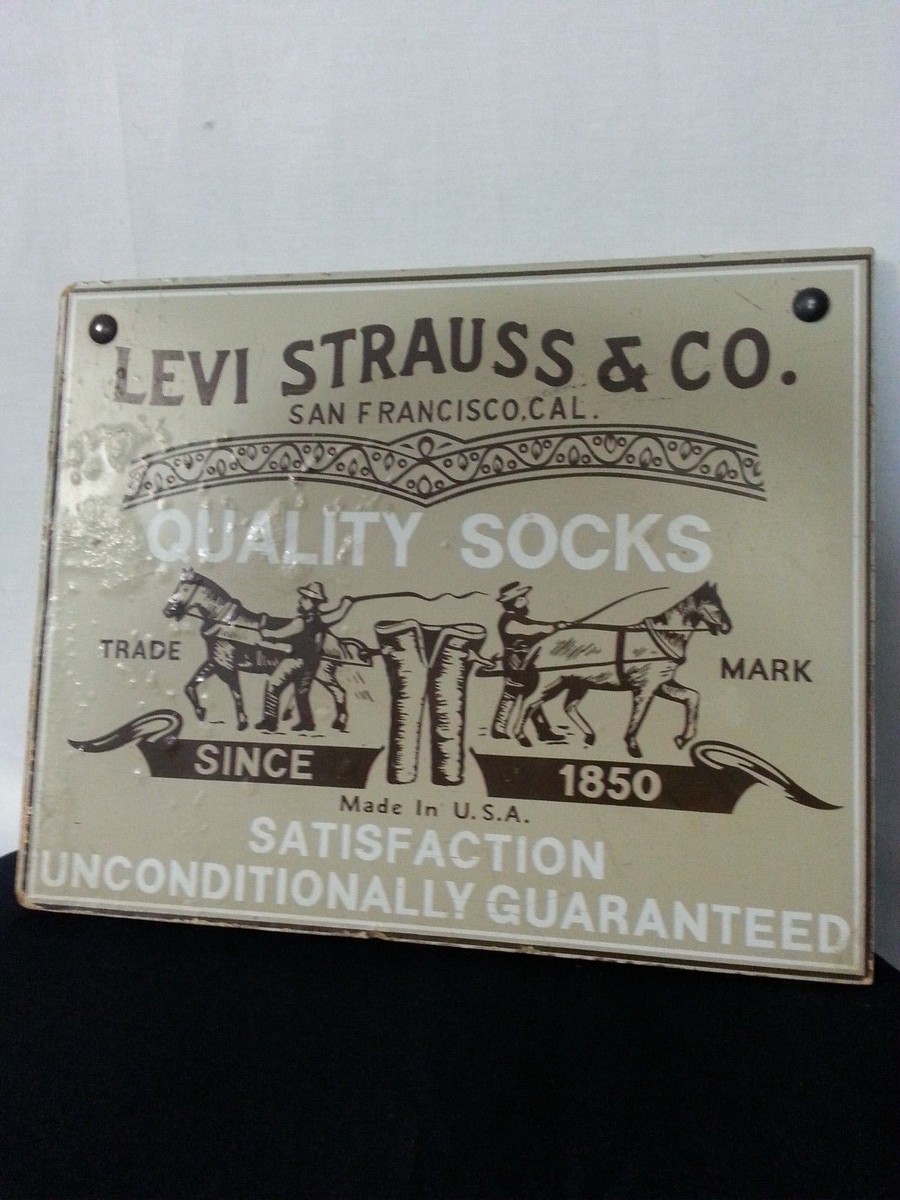 LEVI STRAUSS & CO.
SAN FRANCISCO, CAL.
QUALITY SOCKS
TRADE MARK
SINCE 1850
Made In U.S.A.
SATISFACTION
UNCONDITIONALLY GUARANTEED